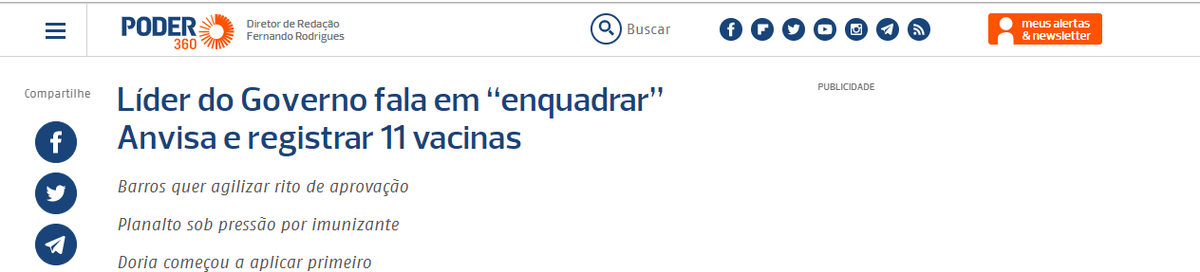 PODER
360
Diretor de Redação
Fernando Rodrigues
Buscar
meus alertas
& newsletter
Compartilhe
Líder do Governo fala em “enquadrar”
Anvisa e registrar 11 vacinas
PUBLICIDADE
Barros quer agilizar rito de aprovação
Planalto sob pressão por imunizante
Doria começou a aplicar primeiro